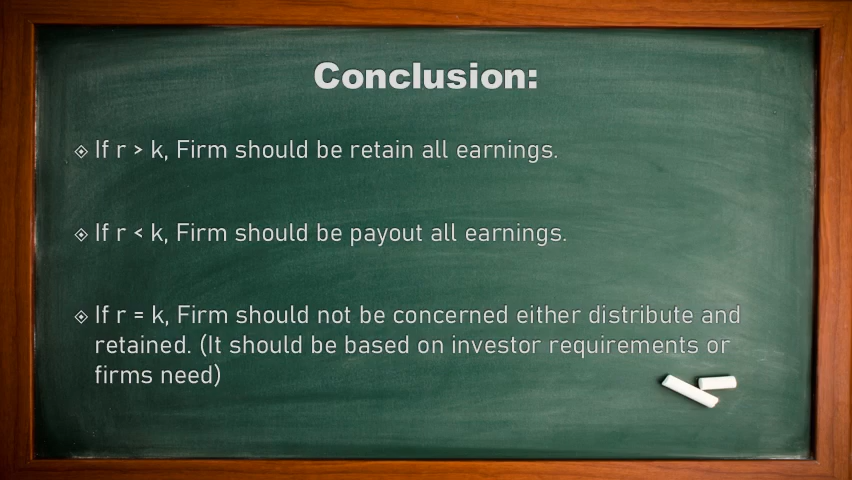 Conclusion:
If r > k, Firm should be retain all earnings.
If r < k, Firm should be payout all earnings.
If r = k, Firm should not be concerned either distribute and
retained. (It should be based on investor requirements or
firms need)